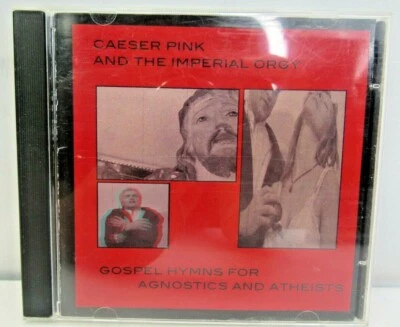 CAESER PINK
AND THE IMPERIAL ORGY
GOSPEL HYMNS FOR
AGNOSTICS AND ATHEISTS